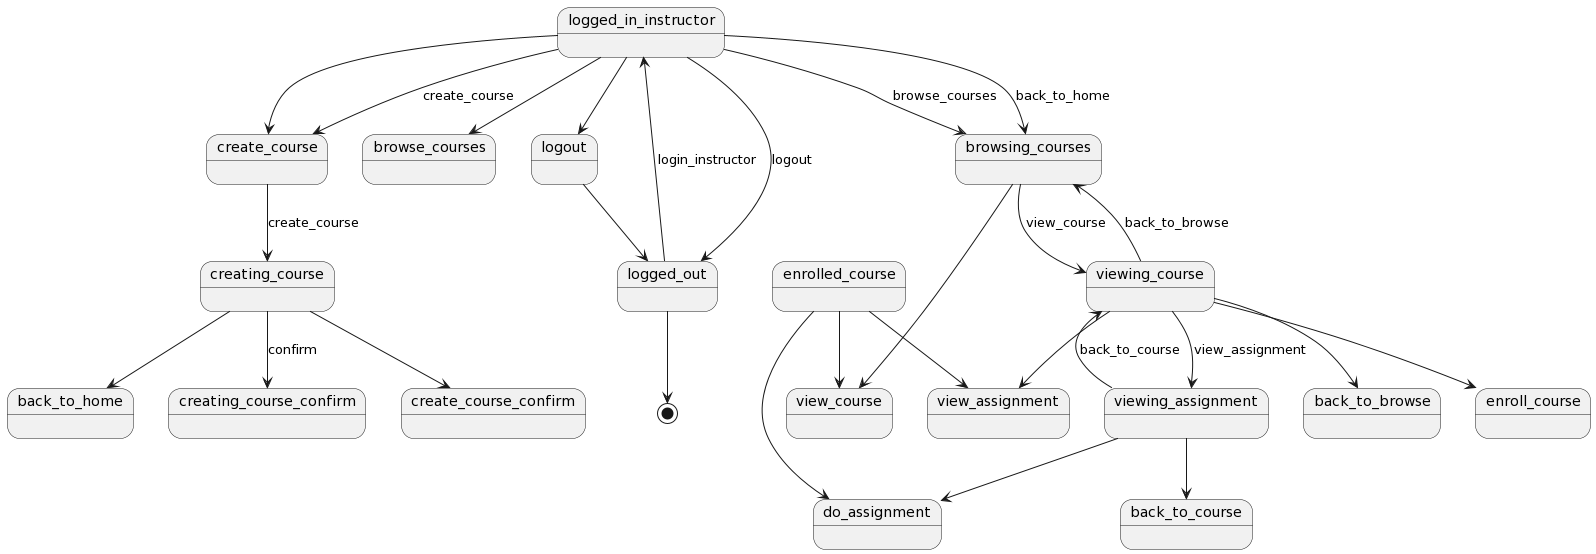 logged_in_instructor
create_course
browse_courses
back_to_home
create_course
browse_courses
logout
browsing_courses
login_instructor
logout
create_course
view_course
back_to_browse
creating_course
logged_out
enrolled_course
viewing_course
confirm
back_to_course
view_assignment
back_to_home
creating_course_confirm
create_course_confirm
view_course
view_assignment
viewing_assignment
back_to_browse
enroll_course
do_assignment
back_to_course